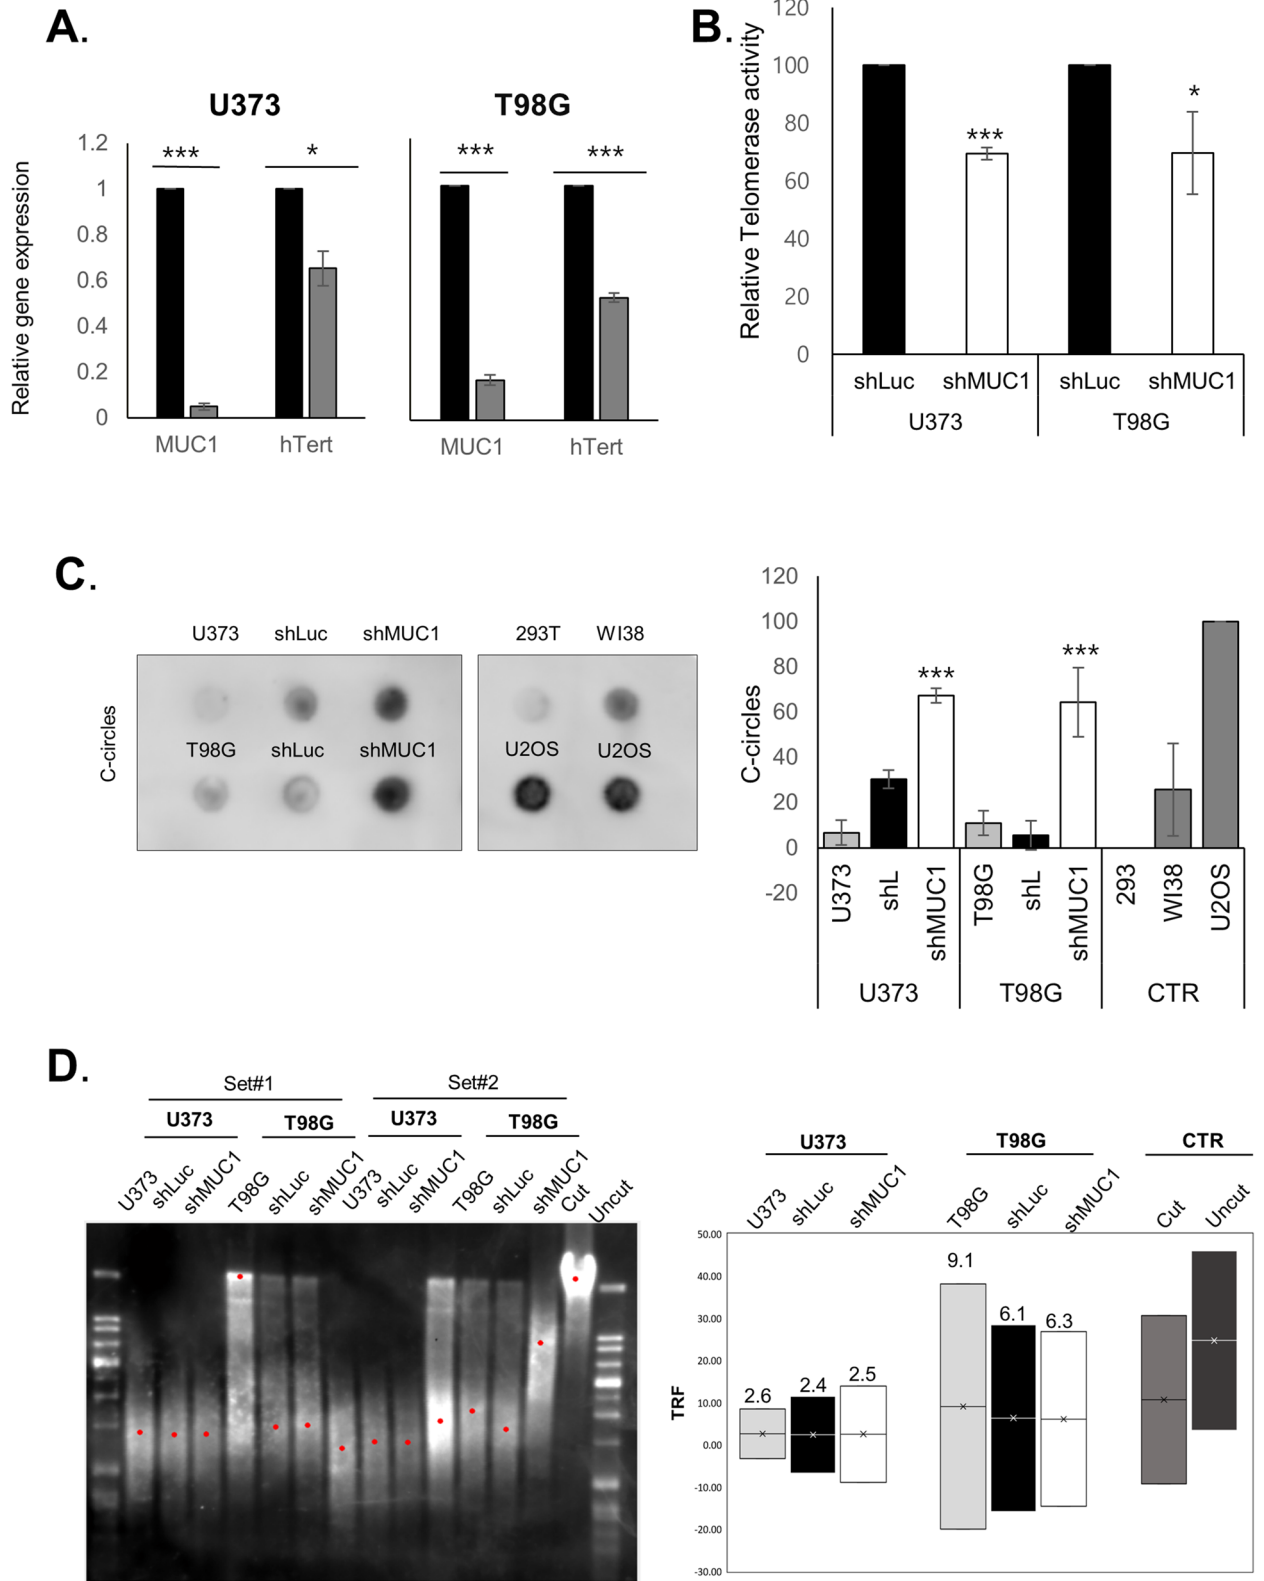 A.
U373
T98G
Relative gene expression
1.2
1
0.8
0.6
0.4
0.2
0
***
*
***
***
MUC1
hTert
MUC1
hTert
B.
Relative Telomerase activity
120
100
80
60
40
20
0
***
*
shLuc
shMUC1
shLuc
shMUC1
U373
T98G
C.
C-circles
U373
shLuc
shMUC1
293T
WI38
T98G
shLuc
shMUC1
U2OS
U2OS
C-circles
120
100
80
60
40
20
0
-20
***
***
U373
shL
shMUC1
T98G
shL
shMUC1
293
WI38
U2OS
U373
T98G
CTR
D.
Set#1
Set#2
U373
T98G
U373
T98G
U373
shLuc
shMUC1
T98G
shLuc
shMUC1
U373
shLuc
shMUC1
T98G
shLuc
shMUC1
Cut
Uncut
U373
T98G
CTR
U373
shLuc
shMUC1
T98G
shLuc
shMUC1
Cut
Uncut
TRF
50.00
40.00
30.00
20.00
10.00
0.00
-10.00
-20.00
-30.00
2.6
2.4
2.5
9.1
6.1
6.3